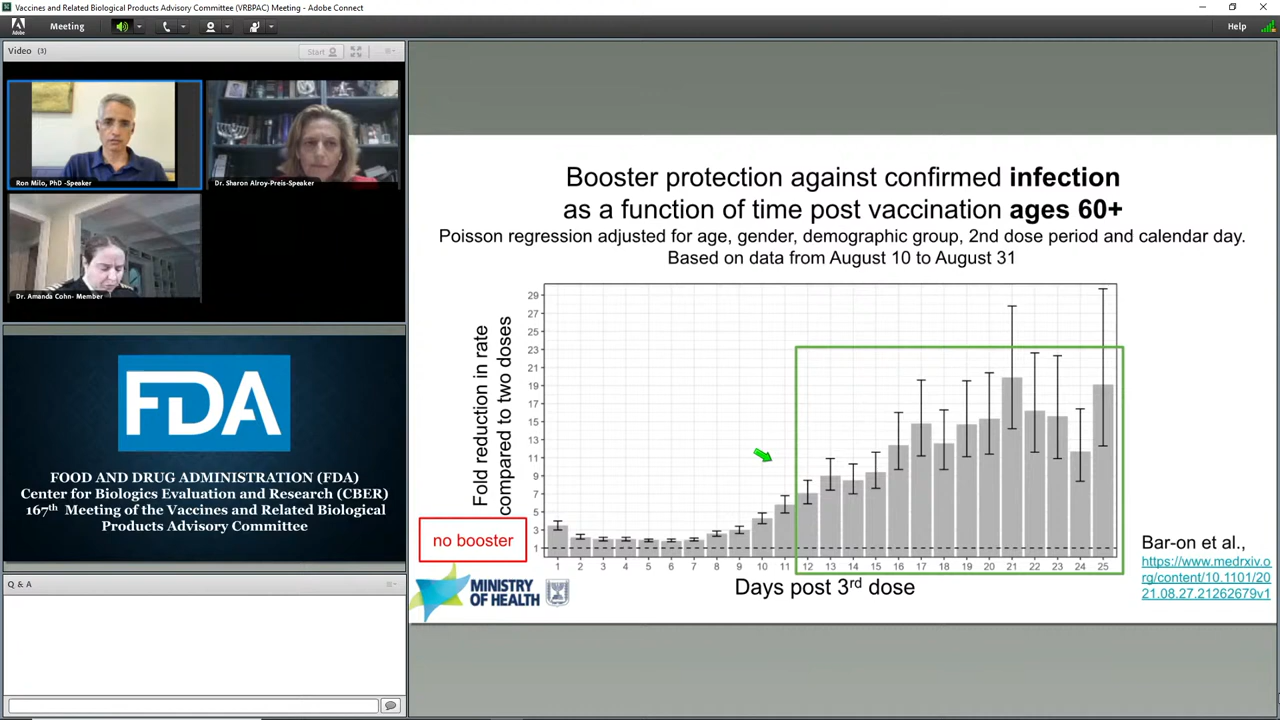 Vaccines and Related Biological Products Advisory Committee (VRBPAC) Meeting - Adobe Connect
Meeting
Help
Video (3)
Start
Ron Milo, PhD -Speaker
Dr. Sharon Alroy-Preis-Speaker
Dr. Amanda Cohn- Member
FDA
FOOD AND DRUG ADMINISTRATION (FDA)
Center for Biologics Evaluation and Research (CBER)
167th Meeting of the Vaccines and Related Biological
Products Advisory Committee
Q & A
Booster protection against confirmed infection
as a function of time post vaccination ages 60+
Poisson regression adjusted for age, gender, demographic group, 2nd dose period and calendar day.
Based on data from August 10 to August 31
Fold reduction in rate
compared to two doses
29
27
25
23
21
19
17
15
13
11
9
7
5
3
1
no booster
1 2 3 4 5 6 7 8 9 10 11 12 13 14 15 16 17 18 19 20 21 22 23 24 25
Days post 3rd dose
MINISTRY
OF HEALTH
Bar-on et al.,
https://www.medrxiv.o
rg/content/10.1101/20
21.08.27.21262679v1